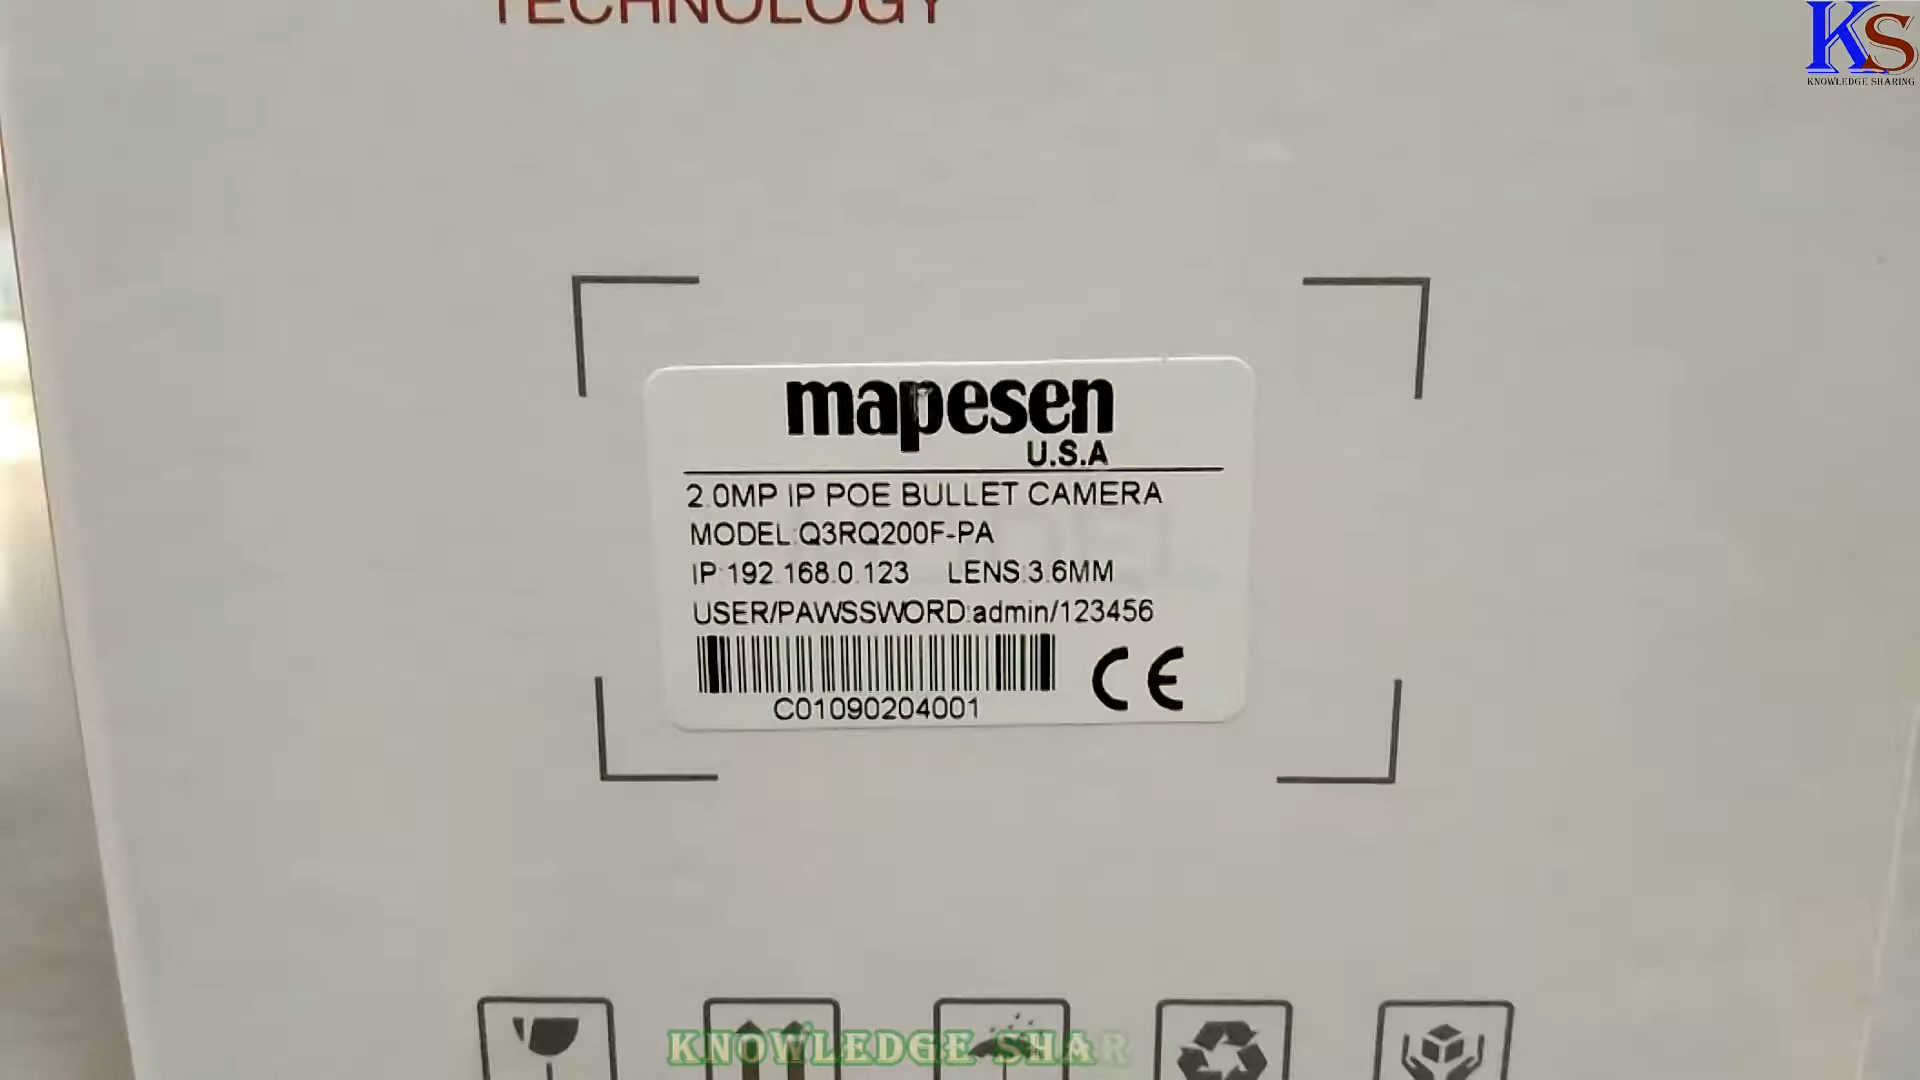 TECHNOLOGY
KS
KNOWLEDGE SHARING
mapesen
U.S.A
2.0MP IP POE BULLET CAMERA
MODEL:Q3RQ200F-PA
IP:192.168.0.123 LENS:3.6MM
USER/PAWSSWORD:admin/123456
C01090204001
CE
KNOWLEDGE SHAR